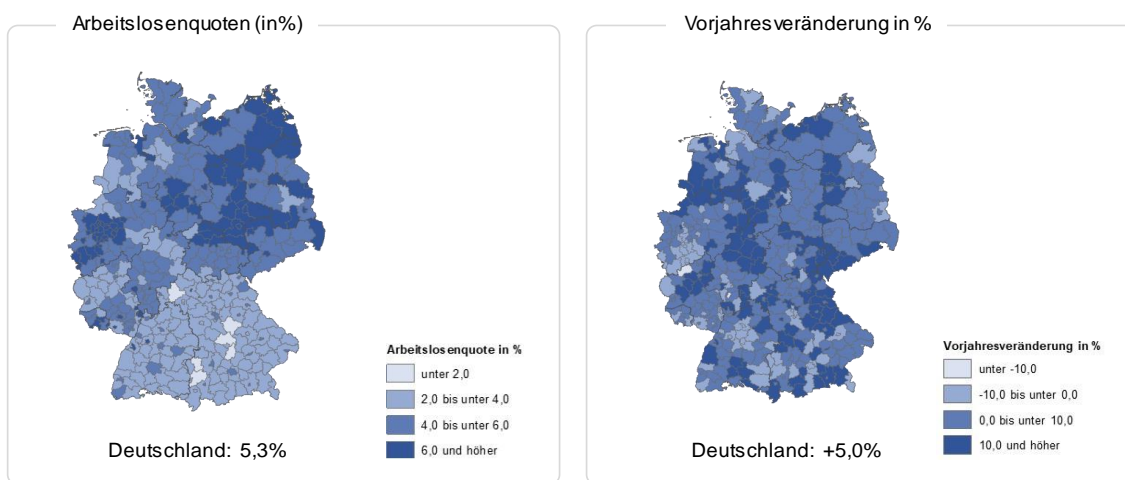 Arbeitslosenquoten (in%)
Arbeitslosenquote in %
unter 2,0
2,0 bis unter 4,0
4,0 bis unter 6,0
6,0 und höher
Deutschland: 5,3%
Vorjahresveränderung in %
Vorjahresveränderung in %
unter -10,0
-10,0 bis unter 0,0
0,0 bis unter 10,0
10,0 und höher
Deutschland: +5,0%